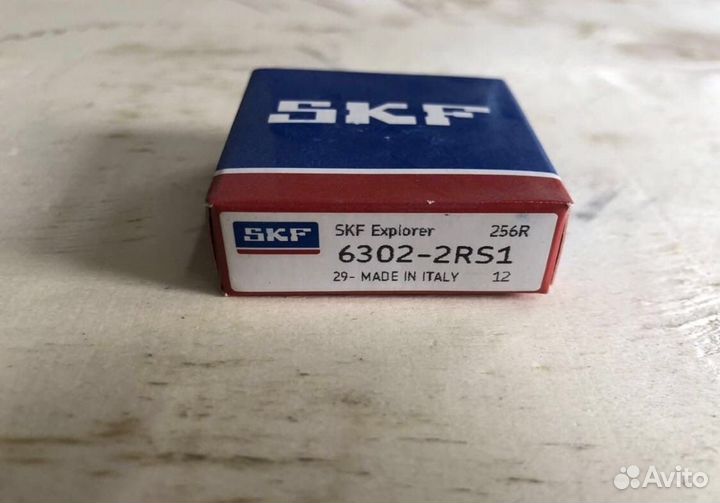 SKF
SKF
SKF Explorer 256R
6302-2RS1
29- MADE IN ITALY 12
Avito